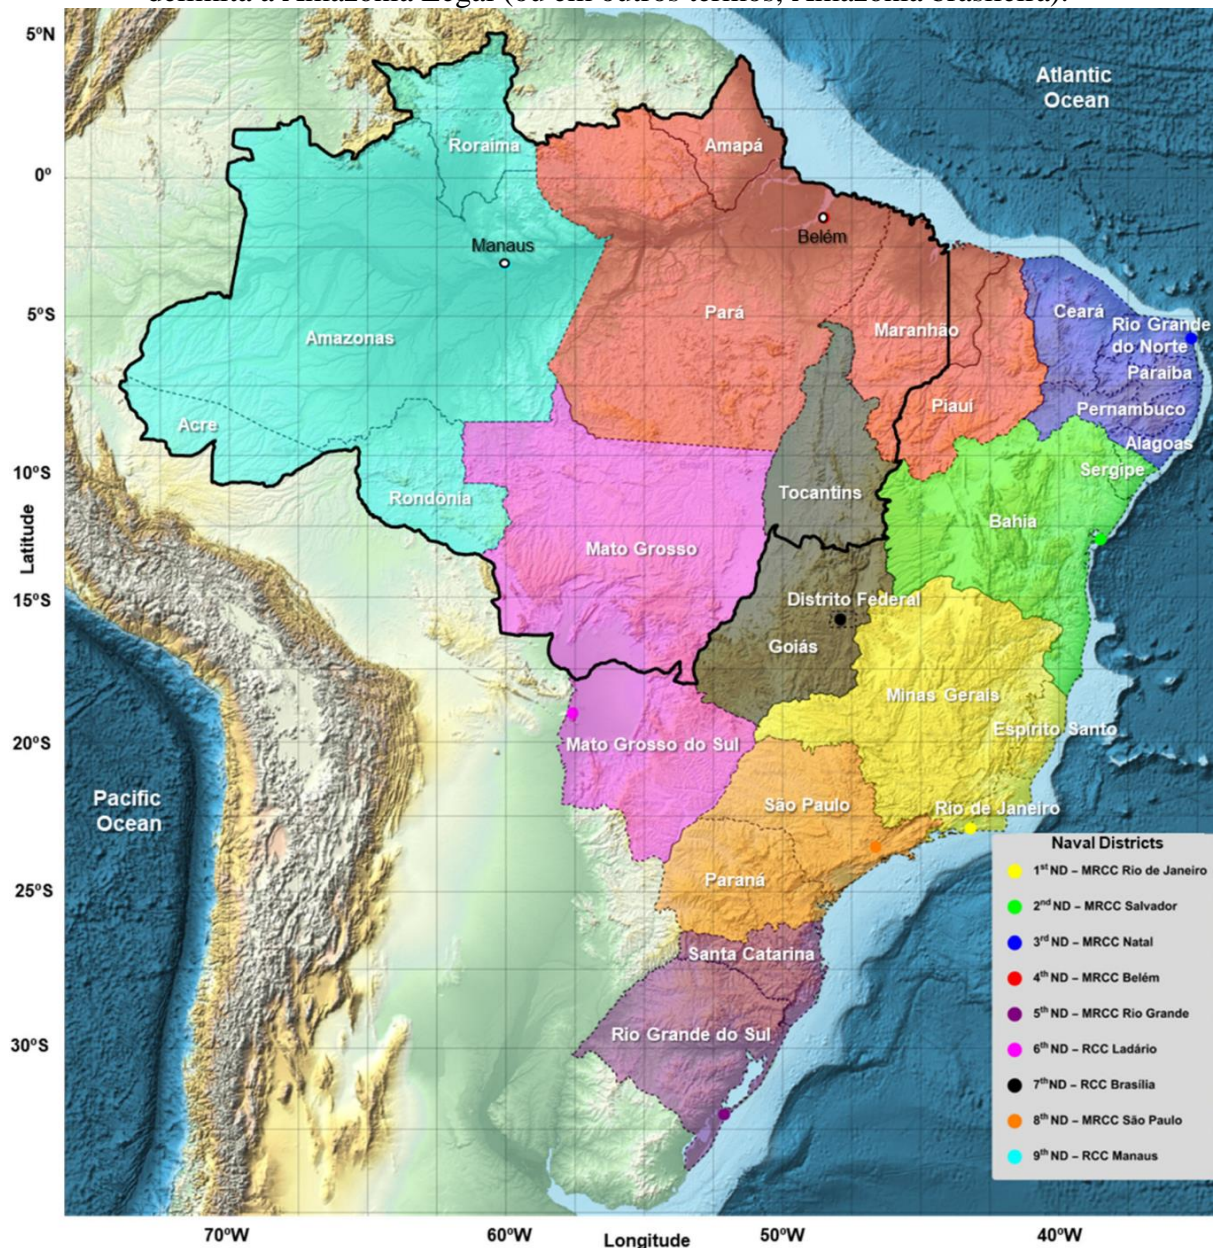 delimita a Amazônia Legal (ou em outros termos, Amazônia brasileira).
5ºN
0º
5ºS
10ºS
15ºS
20ºS
25ºS
30ºS
Latitude
70ºW
60ºW
50ºW
40ºW
Longitude
Atlantic
Ocean
Pacific
Ocean
Roraima
Amapá
Manaus
Belém
Amazonas
Pará
Maranhão
Ceará
Rio Grande
do Norte
Paraiba
Piauí
Pernambuco
Alagoas
Sergipe
Acre
Rondônia
Tocantins
Bahia
Mato Grosso
Distrito Federal
Goiás
Minas Gerais
Espírito Santo
Mato Grosso do Sul
São Paulo
Rio de Janeiro
Paraná
Santa Catarina
Rio Grande do Sul
Naval Districts
1st ND – MRCC Rio de Janeiro
2nd ND – MRCC Salvador
3rd ND – MRCC Natal
4th ND – MRCC Belém
5th ND – MRCC Rio Grande
6th ND – RCC Ladário
7th ND – RCC Brasília
8th ND – MRCC São Paulo
9th ND – RCC Manaus